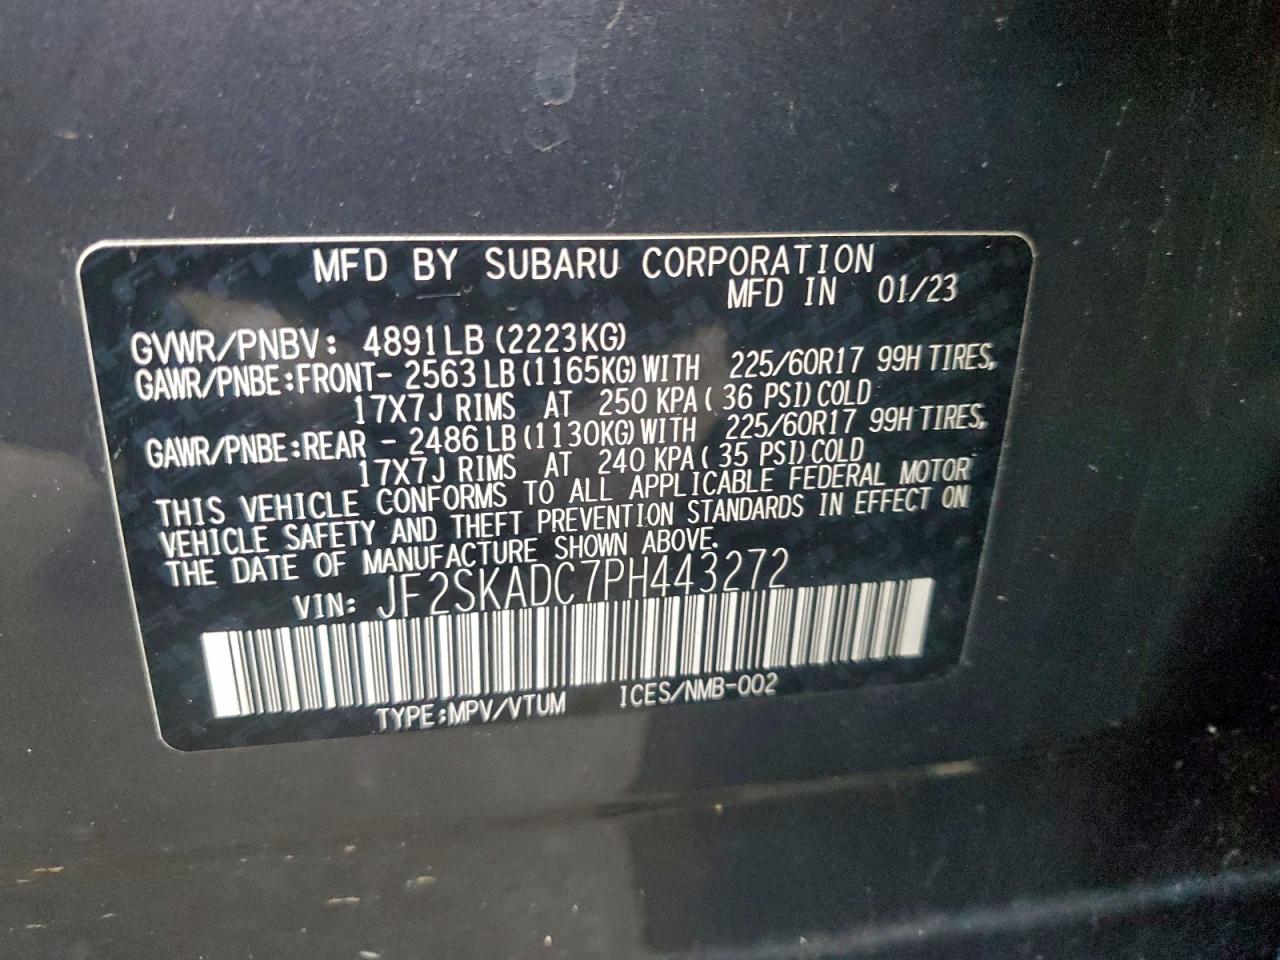 MFD BY SUBARU CORPORATION
MFD IN 01/23
GVWR/PNBV: 4891LB (2223KG)
GAWR/PNBE:FRONT- 2563LB(1165KG)WITH 225/60R17 99H TIRES,
17X7J RIMS AT 250 KPA( 36 PSI)COLD
GAWR/PNBE:REAR - 2486LB(1130KG)WITH 225/60R17 99H TIRES,
17X7J RIMS AT 240 KPA( 35 PSI)COLD
THIS VEHICLE CONFORMS TO ALL APPLICABLE FEDERAL MOTOR
VEHICLE SAFETY AND THEFT PREVENTION STANDARDS IN EFFECT ON
THE DATE OF MANUFACTURE SHOWN ABOVE.
VIN: JF2SKADC7PH443272
TYPE:MPV/VTUM ICES/NMB-002